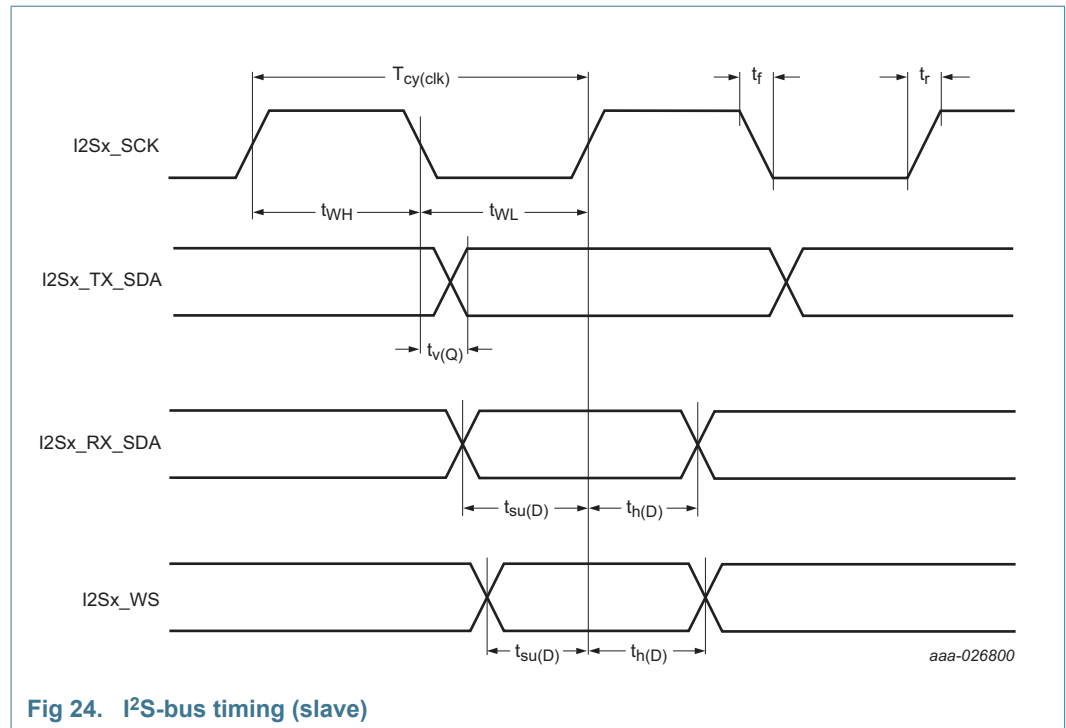 Tcy(clk)
tf
tr
I2Sx_SCK
tWH
tWL
I2Sx_TX_SDA
tv(Q)
I2Sx_RX_SDA
tsu(D)
th(D)
I2Sx_WS
tsu(D)
th(D)
aaa-026800
Fig 24. I²S-bus timing (slave)